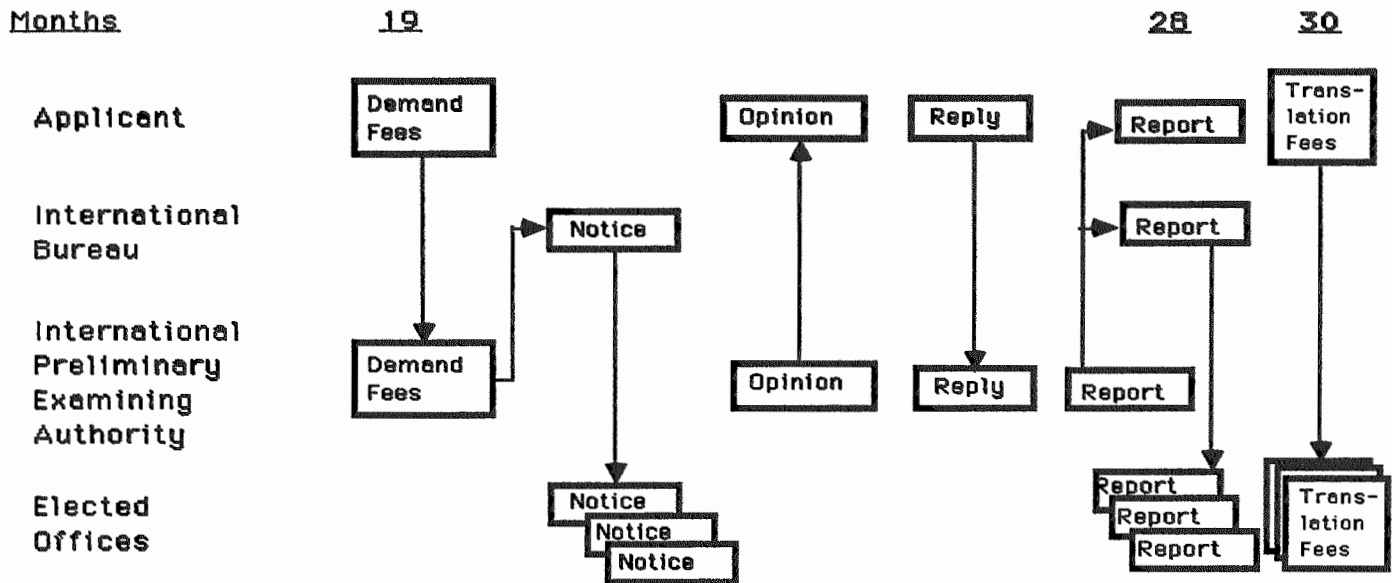 Months 19 28 30
Applicant
Demand
Fees
Opinion
Reply
Report
Trans-
lation
Fees
International
Bureau
Notice
Report
International
Preliminary
Examining
Authority
Demand
Fees
Opinion
Reply
Report
Elected
Offices
Notice
Notice
Notice
Report
Report
Report
Trans-
lation
Fees